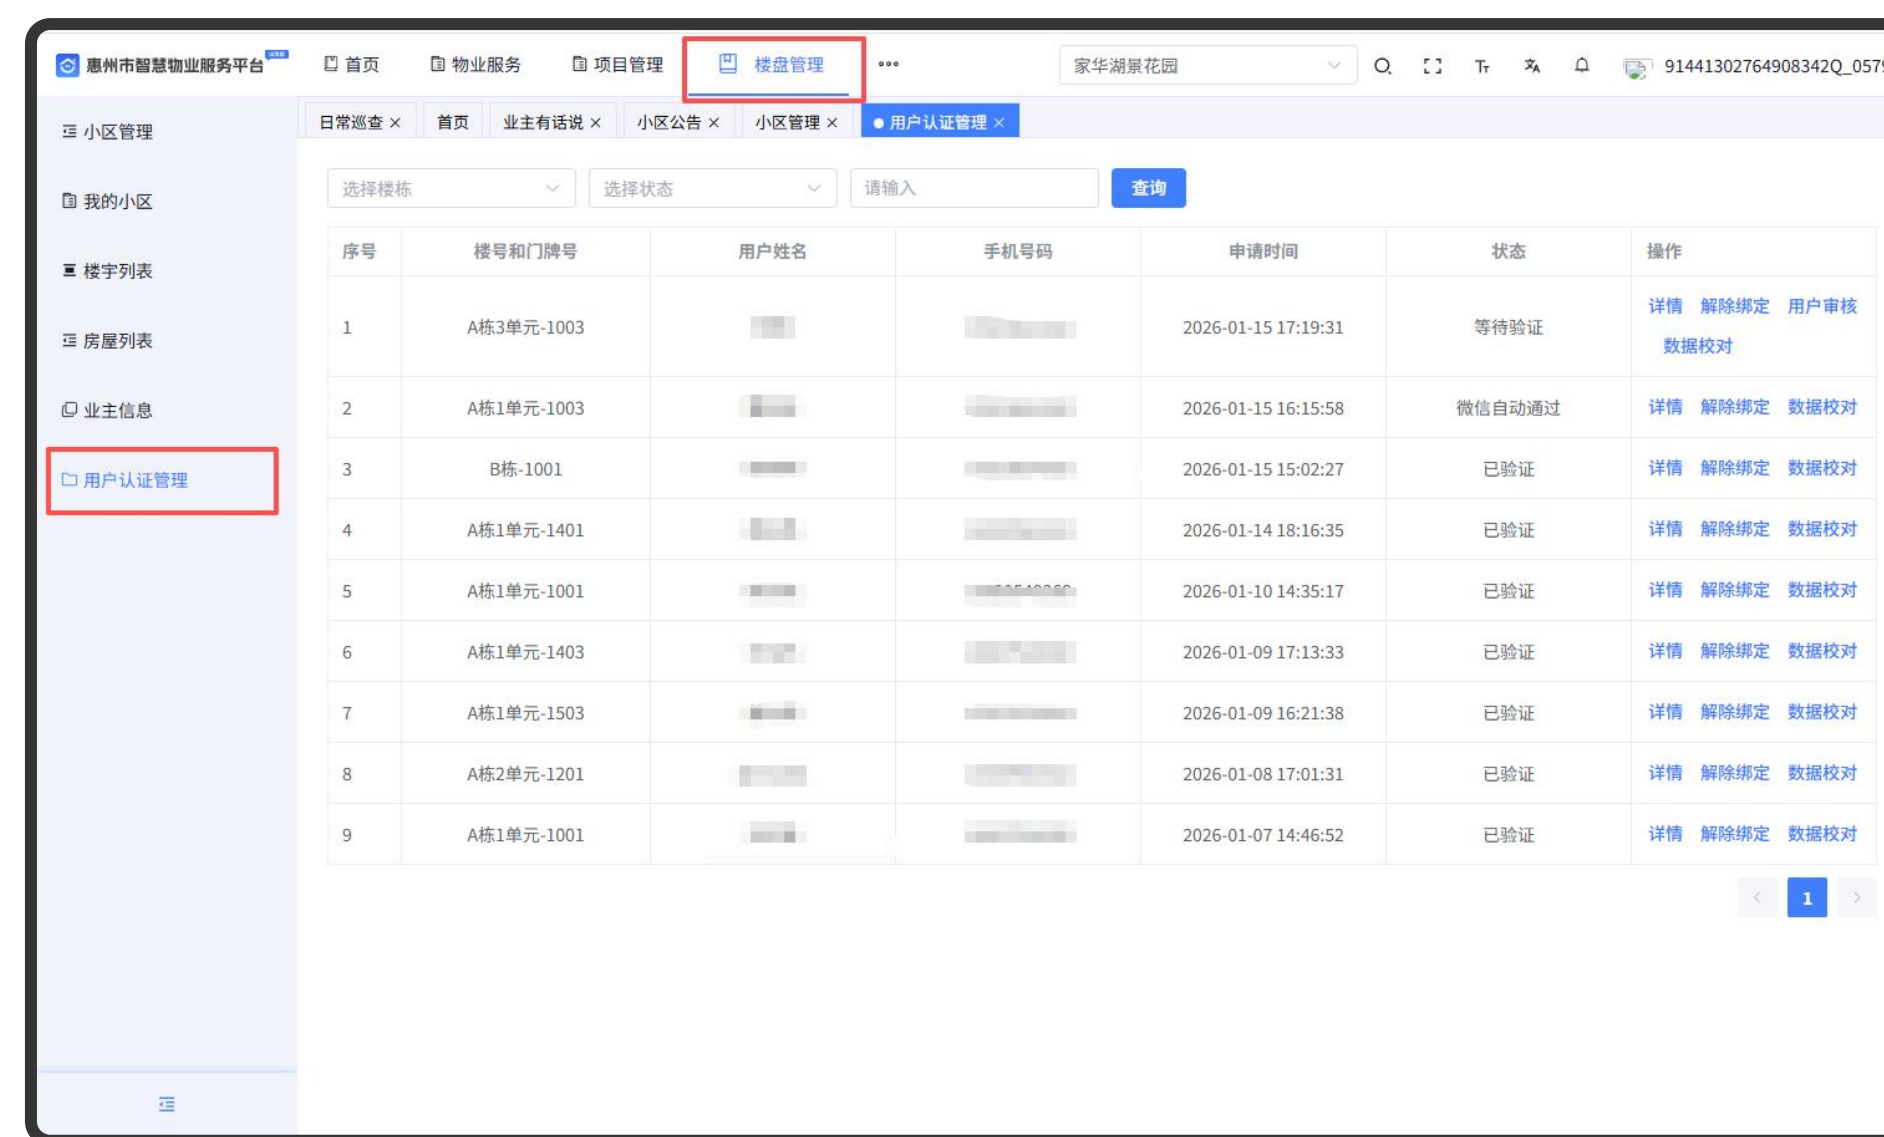 惠州市智慧物业服务平台 首页 物业服务 项目管理 楼盘管理 家华湖景花园 91441302764908342Q_0579
小区管理
我的小区
楼宇列表
房屋列表
业主信息
用户认证管理
日常巡查 × 首页 业主有话说 × 小区公告 × 小区管理 × 用户认证管理 ×
选择楼栋 选择状态 请输入 查询
序号 楼号和门牌号 用户姓名 手机号码 申请时间 状态 操作
1 A栋3单元-1003 2026-01-15 17:19:31 等待验证 详情 解除绑定 用户审核
数据校对
2 A栋1单元-1003 2026-01-15 16:15:58 微信自动通过 详情 解除绑定 数据校对
3 B栋-1001 2026-01-15 15:02:27 已验证 详情 解除绑定 数据校对
4 A栋1单元-1401 2026-01-14 18:16:35 已验证 详情 解除绑定 数据校对
5 A栋1单元-1001 2026-01-10 14:35:17 已验证 详情 解除绑定 数据校对
6 A栋1单元-1403 2026-01-09 17:13:33 已验证 详情 解除绑定 数据校对
7 A栋1单元-1503 2026-01-09 16:21:38 已验证 详情 解除绑定 数据校对
8 A栋2单元-1201 2026-01-08 17:01:31 已验证 详情 解除绑定 数据校对
9 A栋1单元-1001 2026-01-07 14:46:52 已验证 详情 解除绑定 数据校对
1